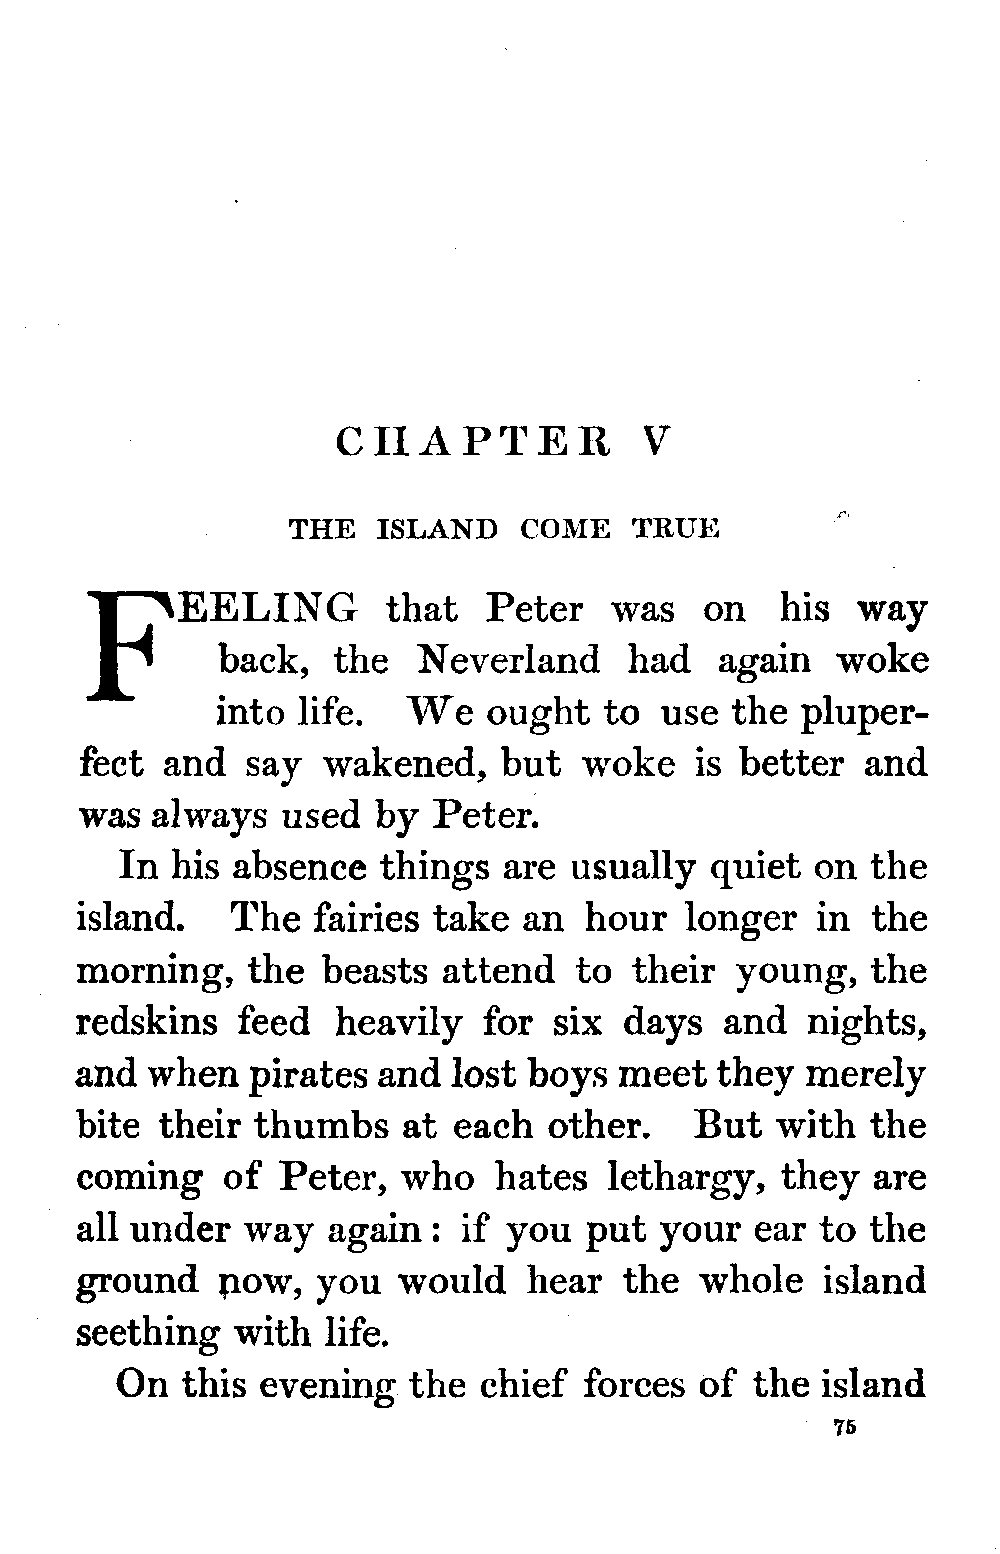 CHAPTER V
THE ISLAND COME TRUE
FEELING that Peter was on his way
back, the Neverland had again woke
into life. We ought to use the pluper-
fect and say wakened, but woke is better and
was always used by Peter.
In his absence things are usually quiet on the
island. The fairies take an hour longer in the
morning, the beasts attend to their young, the
redskins feed heavily for six days and nights,
and when pirates and lost boys meet they merely
bite their thumbs at each other. But with the
coming of Peter, who hates lethargy, they are
all under way again: if you put your ear to the
ground now, you would hear the whole island
seething with life.
On this evening the chief forces of the island
75